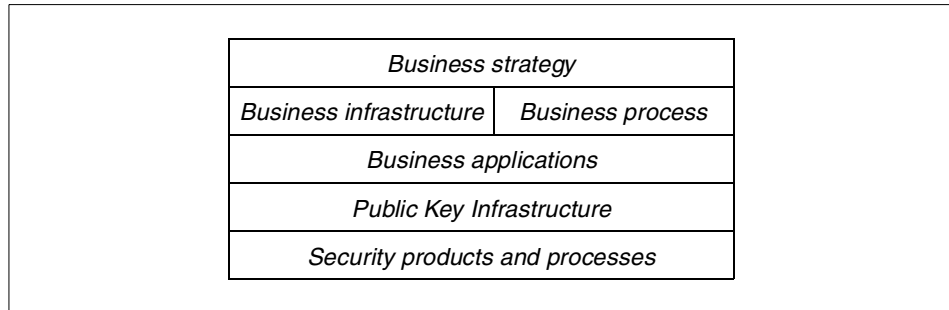 Business strategy
Business infrastructure Business process
Business applications
Public Key Infrastructure
Security products and processes